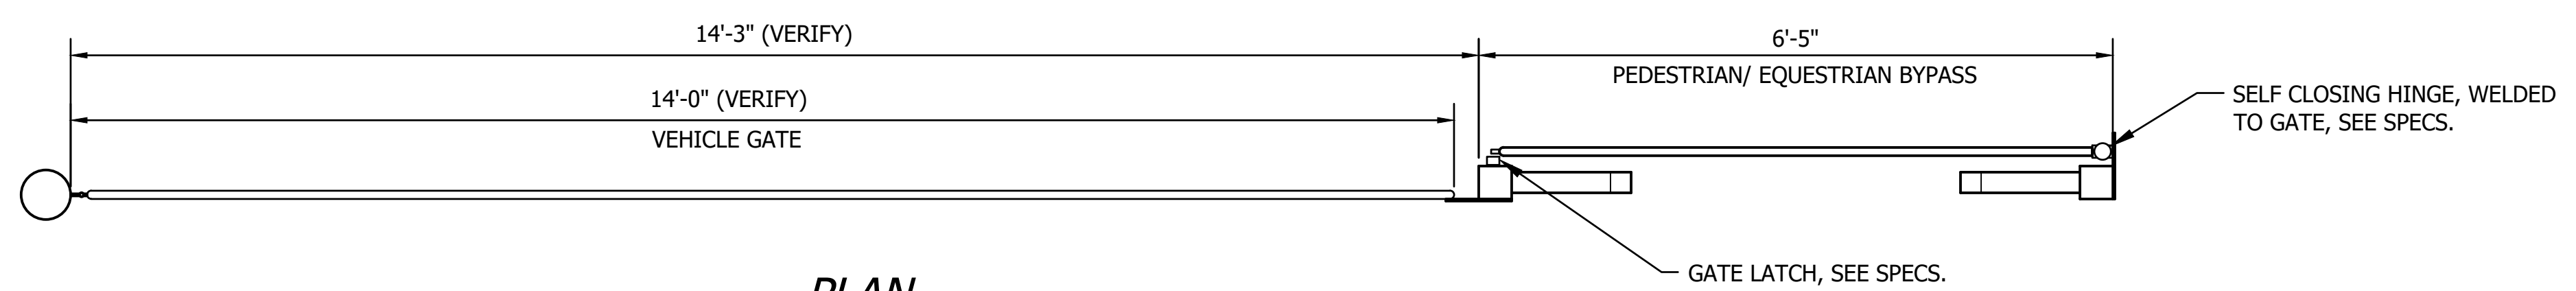 14'-3" (VERIFY)
6'-5"
PEDESTRIAN/ EQUESTRIAN BYPASS
14'-0" (VERIFY)
VEHICLE GATE
SELF CLOSING HINGE, WELDED
TO GATE, SEE SPECS.
GATE LATCH, SEE SPECS.
PLAN